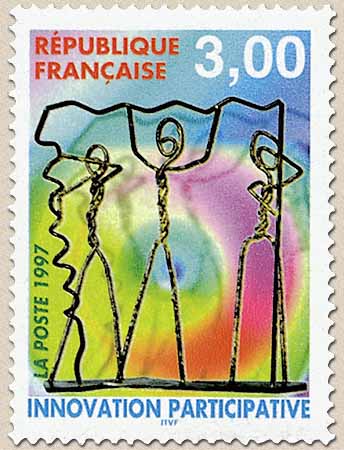 RÉPUBLIQUE
FRANÇAISE
3,00
LA POSTE 1997
INNOVATION PARTICIPATIVE
ITVF